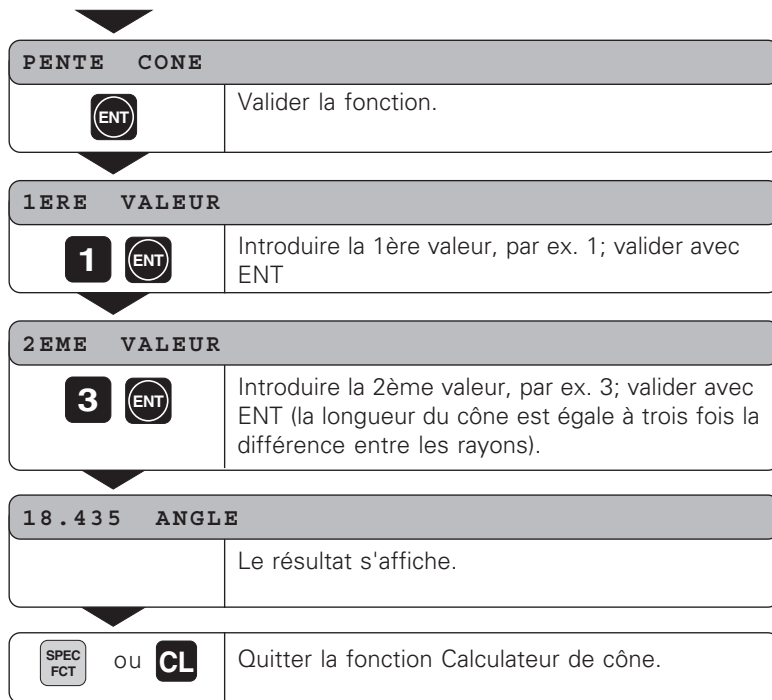 PENTE CONE
ENT
Valider la fonction.
1ERE VALEUR
1 ENT
Introduire la 1ère valeur, par ex. 1; valider avec
ENT
2EME VALEUR
3 ENT
Introduire la 2ème valeur, par ex. 3; valider avec
ENT (la longueur du cône est égale à trois fois la
différence entre les rayons).
18.435 ANGLE
Le résultat s'affiche.
SPEC
FCT
ou CL
Quitter la fonction Calculateur de cône.